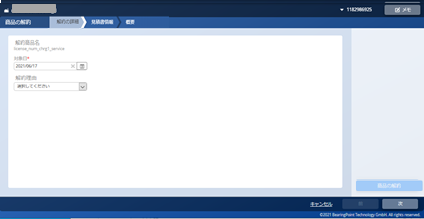 1182986925
メモ
商品の解約
解約の詳細
見積書情報
概要
解約商品名
対象日*
2021/06/17
解約理由
選択してください
商品の解約
キャンセル
次
©2021 BearingPoint Technology GmbH. All rights reserved.